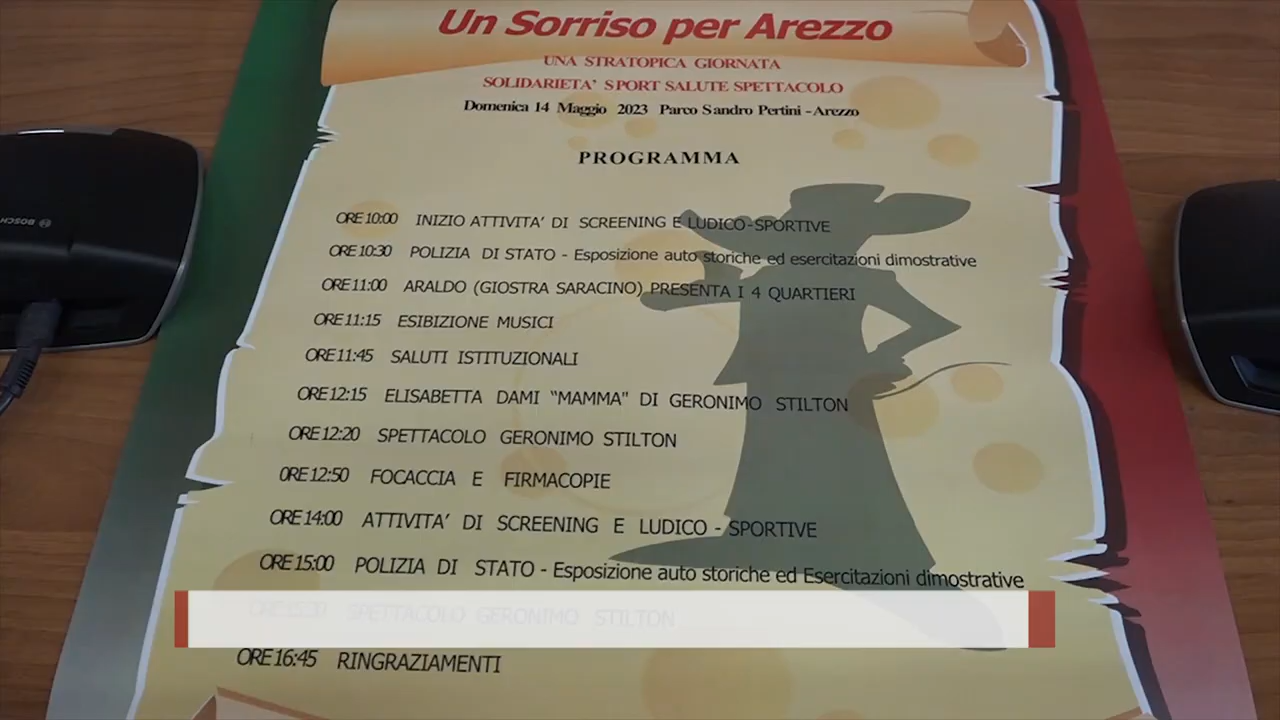 Un Sorriso per Arezzo
UNA STRATOPICA GIORNATA
SOLIDARIETA' SPORT SALUTE SPETTACOLO
Domenica 14 Maggio 2023 Parco Sandro Pertini - Arezzo
PROGRAMMA
ORE 10:00 INIZIO ATTIVITA' DI SCREENING E LUDICO-SPORTIVE
ORE 10:30 POLIZIA DI STATO - Esposizione auto storiche ed esercitazioni dimostrative
ORE 11:00 ARALDO (GIOSTRA SARACINO) PRESENTA I 4 QUARTIERI
ORE 11:15 ESIBIZIONE MUSICI
ORE 11:45 SALUTI ISTITUZIONALI
ORE 12:15 ELISABETTA DAMI "MAMMA" DI GERONIMO STILTON
ORE 12:20 SPETTACOLO GERONIMO STILTON
ORE 12:50 FOCACCIA E FIRMACOPIE
ORE 14:00 ATTIVITA' DI SCREENING E LUDICO - SPORTIVE
ORE 15:00 POLIZIA DI STATO - Esposizione auto storiche ed Esercitazioni dimostrative
SPETTACOLO GERONIMO STILTON
ORE 16:45 RINGRAZIAMENTI
BOSCH